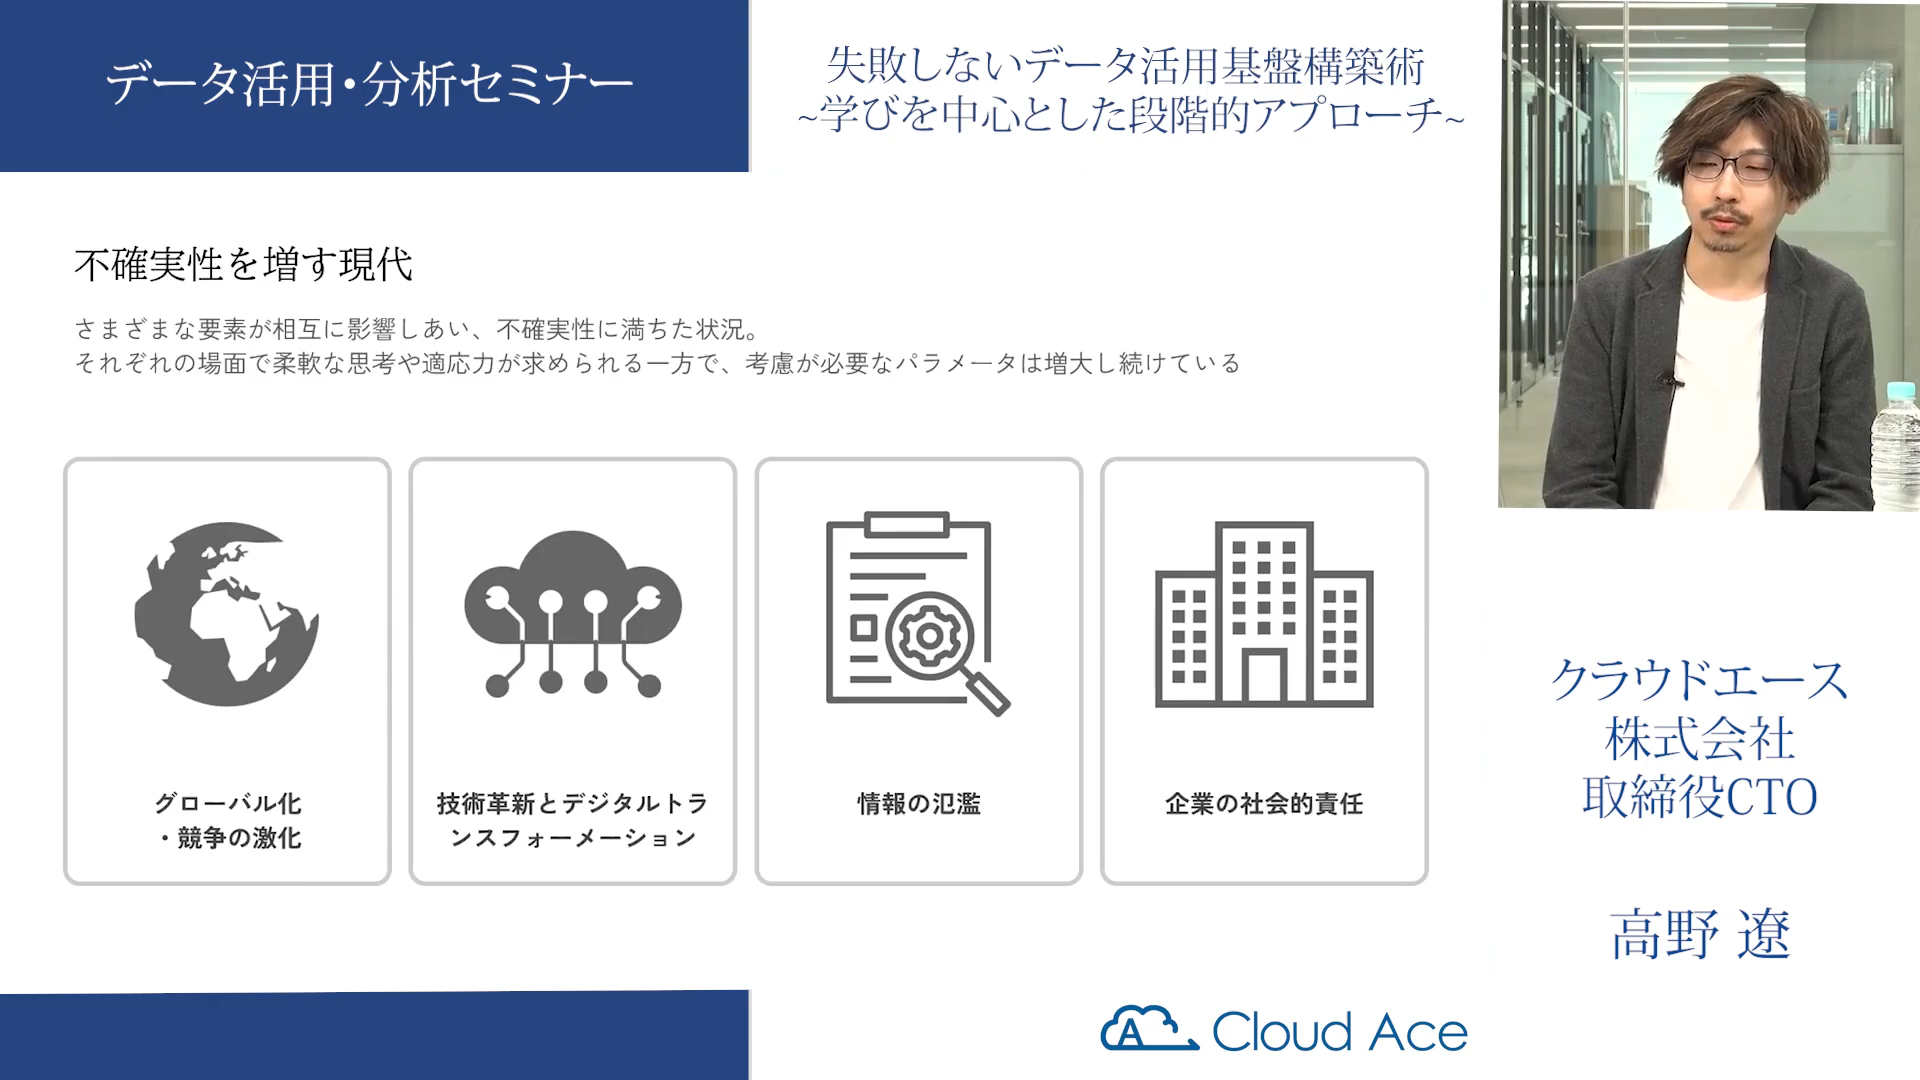 データ活用・分析セミナー
失敗しないデータ活用基盤構築術
~学びを中心とした段階的アプローチ~
不確実性を増す現代
さまざまな要素が相互に影響しあい、不確実性に満ちた状況。
それぞれの場面で柔軟な思考や適応力が求められる一方で、考慮が必要なパラメータは増大し続けている
グローバル化
・競争の激化
技術革新とデジタルトラ
ンスフォーメーション
情報の氾濫
企業の社会的責任
クラウドエース
株式会社
取締役CTO
高野 遼
A Cloud Ace